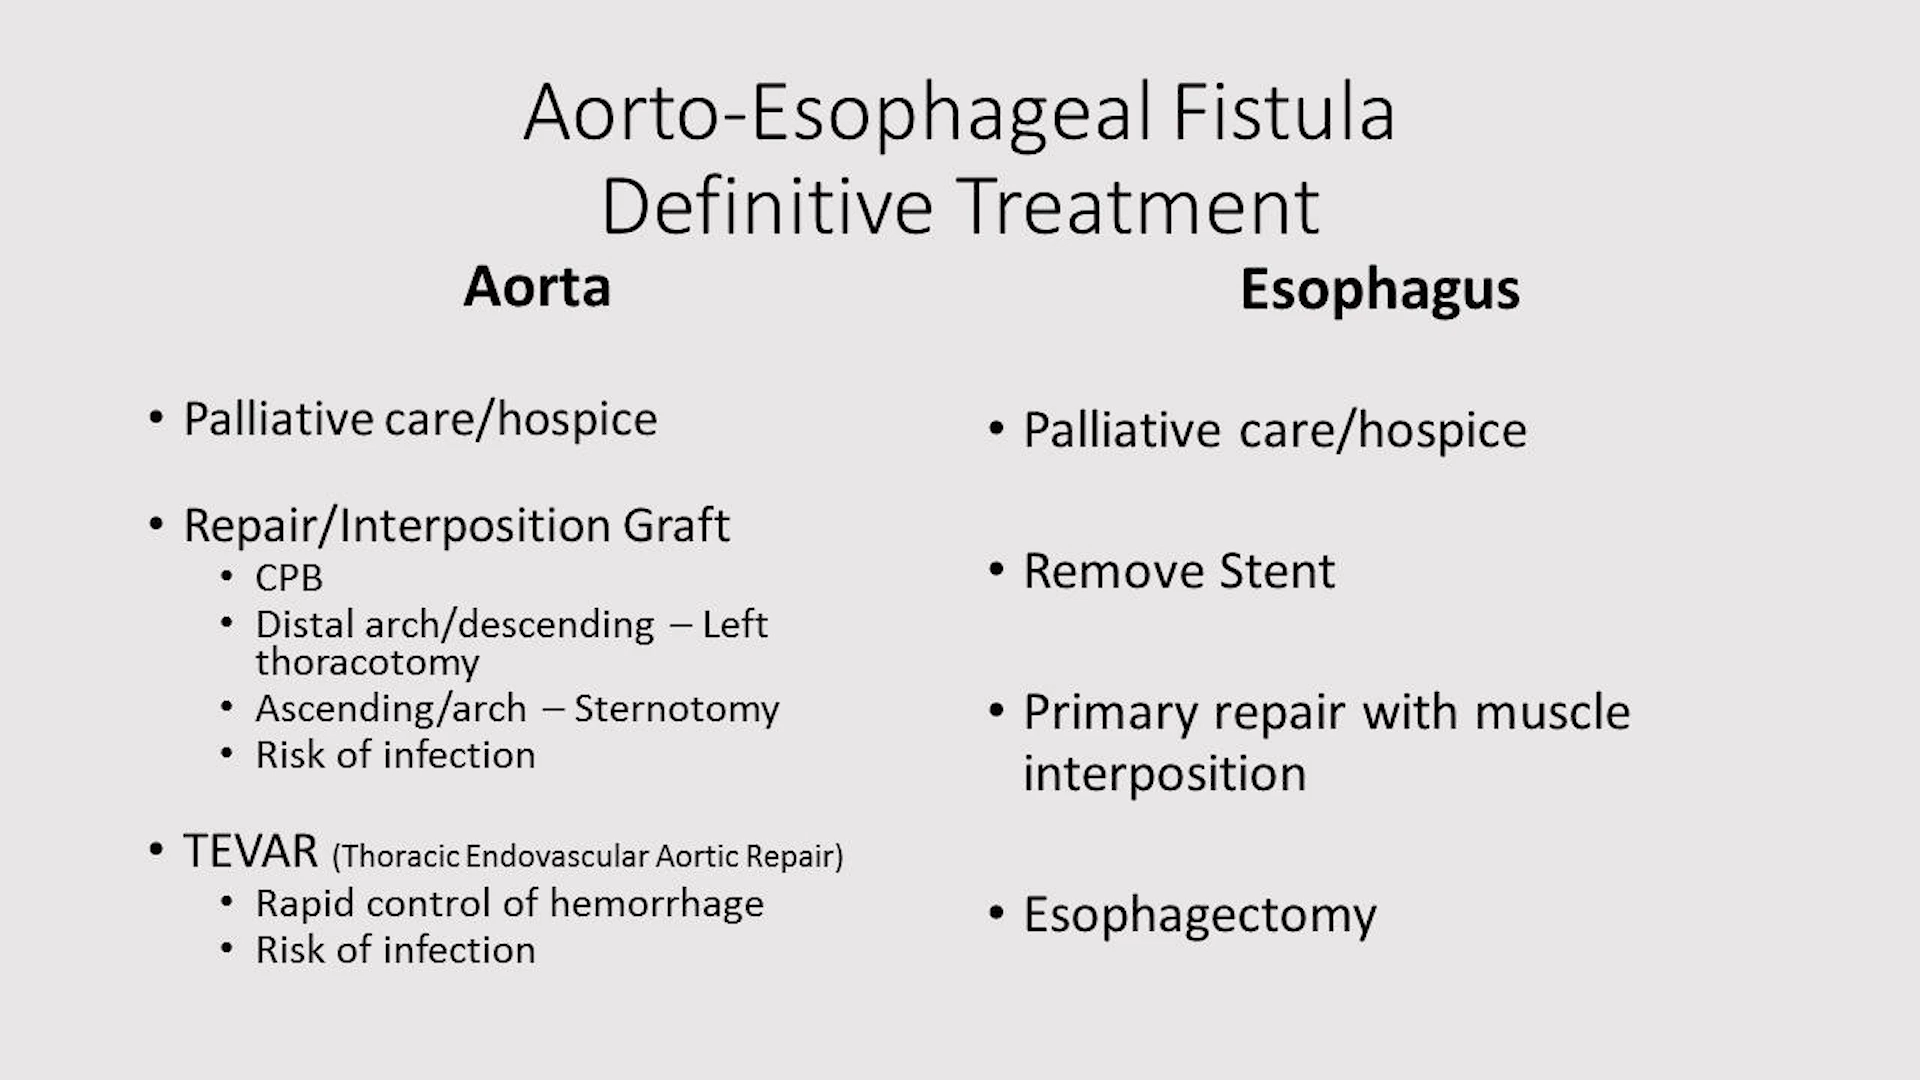 Aorto-Esophageal Fistula
Definitive Treatment
Aorta
• Palliative care/hospice
• Repair/Interposition Graft
• CPB
• Distal arch/descending – Left
thoracotomy
• Ascending/arch – Sternotomy
• Risk of infection
• TEVAR (Thoracic Endovascular Aortic Repair)
• Rapid control of hemorrhage
• Risk of infection
Esophagus
• Palliative care/hospice
• Remove Stent
• Primary repair with muscle
interposition
• Esophagectomy